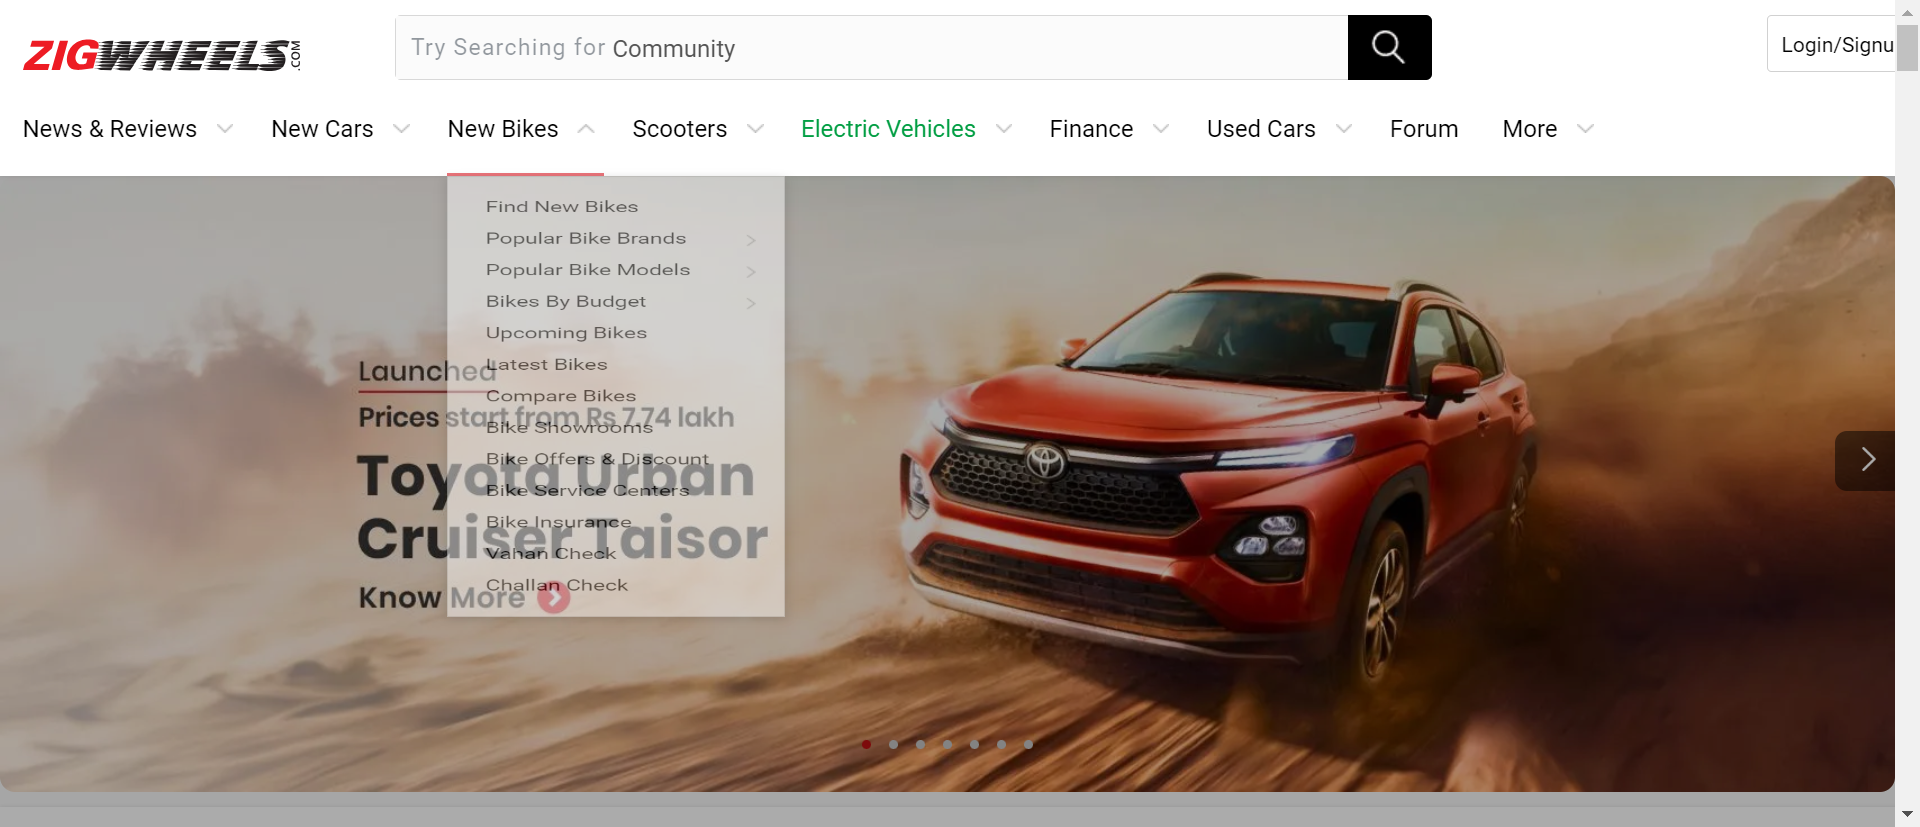 ZIGWHEELS.COM
Try Searching for Community
Login/Signu
News & Reviews
New Cars
New Bikes
Scooters
Electric Vehicles
Finance
Used Cars
Forum
More
Find New Bikes
Popular Bike Brands
Popular Bike Models
Bikes By Budget
Upcoming Bikes
Latest Bikes
Compare Bikes
Bike Showrooms
Bike Offers & Discount
Bike Service Centers
Bike Insurance
Vahan Check
Challan Check
Launched
Prices start from Rs 7.74 lakh
Toyota Urban
Cruiser Taisor
Know More